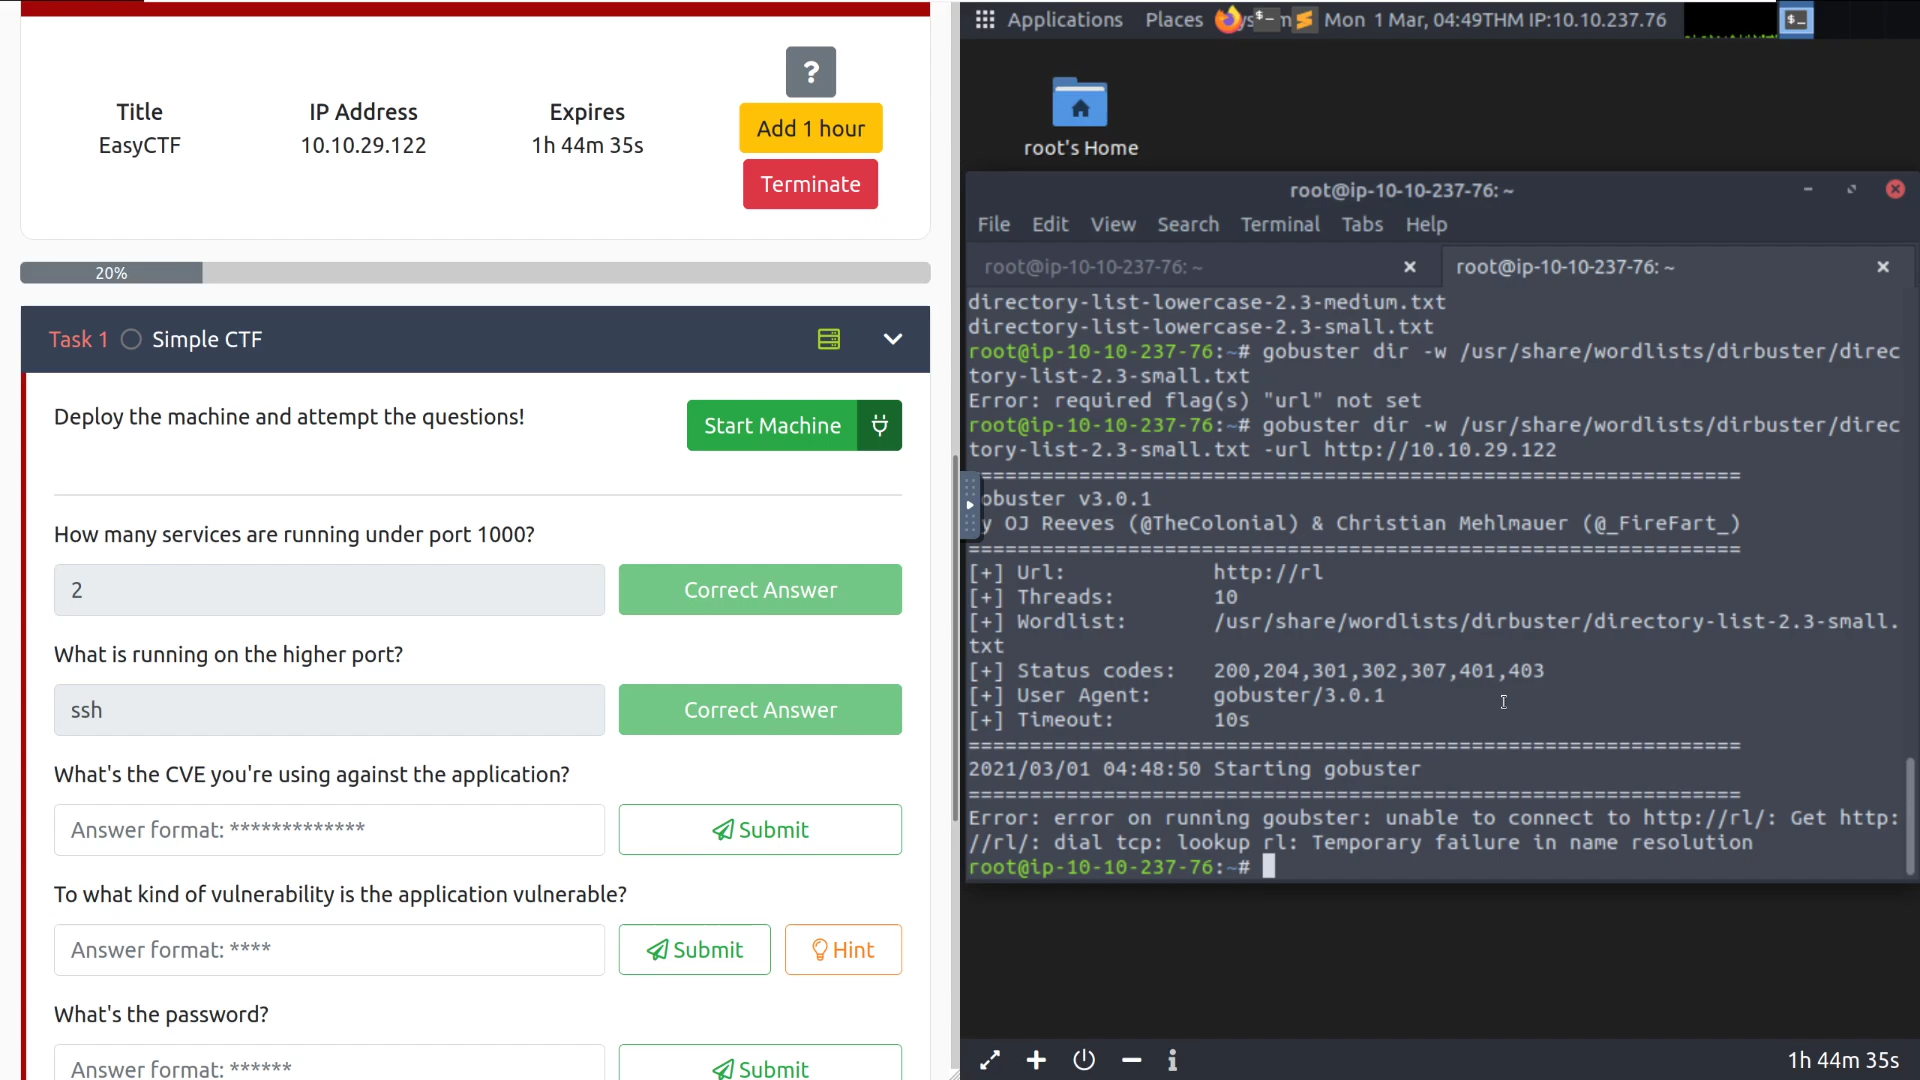 Title
EasyCTF
IP Address
10.10.29.122
Expires
1h 44m 35s
?
Add 1 hour
Terminate
20%
Task 1 Simple CTF
Deploy the machine and attempt the questions!
Start Machine
How many services are running under port 1000?
2
Correct Answer
What is running on the higher port?
ssh
Correct Answer
What's the CVE you're using against the application?
Answer format: *************
Submit
To what kind of vulnerability is the application vulnerable?
Answer format: ****
Submit
Hint
What's the password?
Answer format: ******
Submit
Applications Places Mon 1 Mar, 04:49 THM IP:10.10.237.76
root's Home
root@ip-10-10-237-76: ~
File Edit View Search Terminal Tabs Help
root@ip-10-10-237-76: ~
root@ip-10-10-237-76: ~
directory-list-lowercase-2.3-medium.txt
directory-list-lowercase-2.3-small.txt
root@ip-10-10-237-76:~# gobuster dir -w /usr/share/wordlists/dirbuster/direc
tory-list-2.3-small.txt
Error: required flag(s) "url" not set
root@ip-10-10-237-76:~# gobuster dir -w /usr/share/wordlists/dirbuster/direc
tory-list-2.3-small.txt -url http://10.10.29.122
===============================================================
obuster v3.0.1
y OJ Reeves (@TheColonial) & Christian Mehlmauer (@_FireFart_)
===============================================================
[+] Url: http://rl
[+] Threads: 10
[+] Wordlist: /usr/share/wordlists/dirbuster/directory-list-2.3-small.
txt
[+] Status codes: 200,204,301,302,307,401,403
[+] User Agent: gobuster/3.0.1
[+] Timeout: 10s
===============================================================
2021/03/01 04:48:50 Starting gobuster
===============================================================
Error: error on running goubster: unable to connect to http://rl/: Get http:
//rl/: dial tcp: lookup rl: Temporary failure in name resolution
root@ip-10-10-237-76:~#
1h 44m 35s